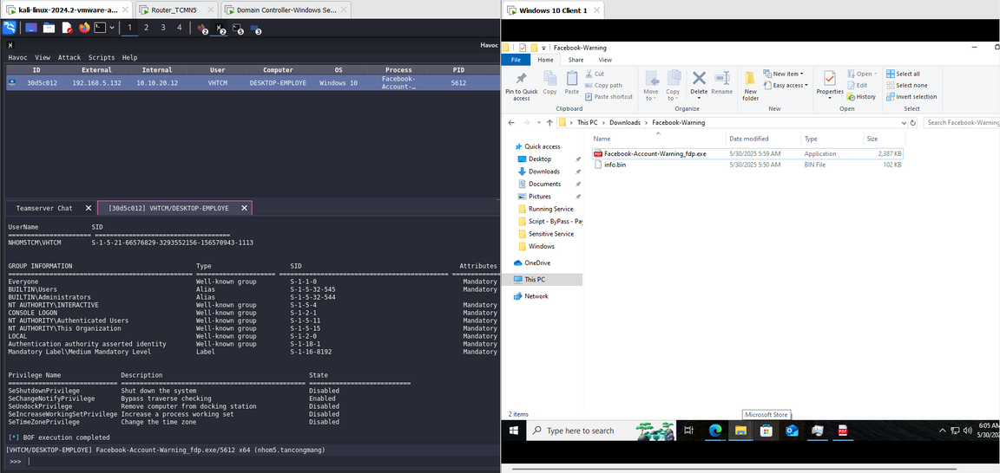 kali-linux-2024.2-vmware-a...
Router_TCMN5
Domain Controller-Windows Se...
Windows 10 Client 1
1 2 3 4
2 2 5 3
Havoc
Havoc View Attack Scripts Help
ID External Internal User Computer OS Process PID
30d5c012 192.168.5.132 10.10.20.12 VHTCM DESKTOP-EMPLOYE Windows 10 Facebook-Account-… 5612
Teamserver Chat
[30d5c012] VHTCM/DESKTOP-EMPLOYE
UserName SID
====================== ====================================
NHOM5TCM\VHTCM S-1-5-21-66576829-3293552156-156570943-1113
GROUP INFORMATION Type SID Attributes
Everyone Well-known group S-1-1-0 Mandatory
BUILTIN\Users Alias S-1-5-32-545 Mandatory
BUILTIN\Administrators Alias S-1-5-32-544
NT AUTHORITY\INTERACTIVE Well-known group S-1-5-4 Mandatory
CONSOLE LOGON Well-known group S-1-2-1 Mandatory
NT AUTHORITY\Authenticated Users Well-known group S-1-5-11 Mandatory
NT AUTHORITY\This Organization Well-known group S-1-5-15 Mandatory
LOCAL Well-known group S-1-2-0 Mandatory
Authentication authority asserted identity Well-known group S-1-18-1 Mandatory
Mandatory Label\Medium Mandatory Level Label S-1-16-8192 Mandatory
Privilege Name Description State
SeShutdownPrivilege Shut down the system Disabled
SeChangeNotifyPrivilege Bypass traverse checking Enabled
SeUndockPrivilege Remove computer from docking station Disabled
SeIncreaseWorkingSetPrivilege Increase a process working set Disabled
SeTimeZonePrivilege Change the time zone Disabled
[*] BOF execution completed
[VHTCM/DESKTOP-EMPLOYE] Facebook-Account-Warning_fdp.exe/5612 x64 (nhom5.tancongmang)
>>>
Facebook-Warning
File Home Share View
Pin to Quick access
Copy
Paste
Cut
Copy path
Paste shortcut
Clipboard
Move to
Copy to
Delete
Rename
Organize
New folder
New item
Easy access
New
Properties
Open
Edit
History
Open
Select all
Select none
Invert selection
Select
This PC > Downloads > Facebook-Warning
Search Facebook-Warning
Name Date modified Type Size
Facebook-Account-Warning_fdp.exe 5/30/2025 5:59 AM Application 2,387 KB
info.bin 5/30/2025 5:50 AM BIN File 102 KB
Quick access
Desktop
Downloads
Documents
Pictures
Running Service
Script - ByPass - Pay
Sensitive Service
Windows
OneDrive
This PC
Network
2 items
Microsoft Store
Type here to search
6:05 AM
5/30/202